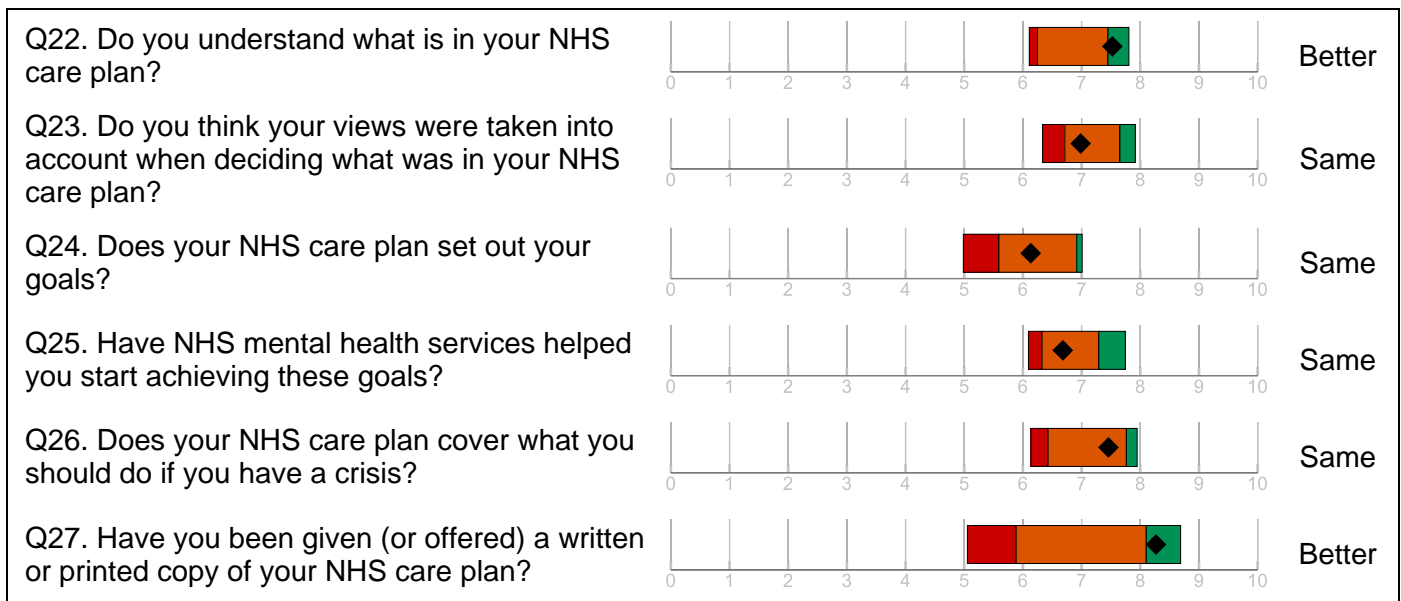 Q22. Do you understand what is in your NHS
care plan?
0 1 2 3 4 5 6 7 8 9 10
Better
Q23. Do you think your views were taken into
account when deciding what was in your NHS
care plan?
0 1 2 3 4 5 6 7 8 9 10
Same
Q24. Does your NHS care plan set out your
goals?
0 1 2 3 4 5 6 7 8 9 10
Same
Q25. Have NHS mental health services helped
you start achieving these goals?
0 1 2 3 4 5 6 7 8 9 10
Same
Q26. Does your NHS care plan cover what you
should do if you have a crisis?
0 1 2 3 4 5 6 7 8 9 10
Same
Q27. Have you been given (or offered) a written
or printed copy of your NHS care plan?
0 1 2 3 4 5 6 7 8 9 10
Better